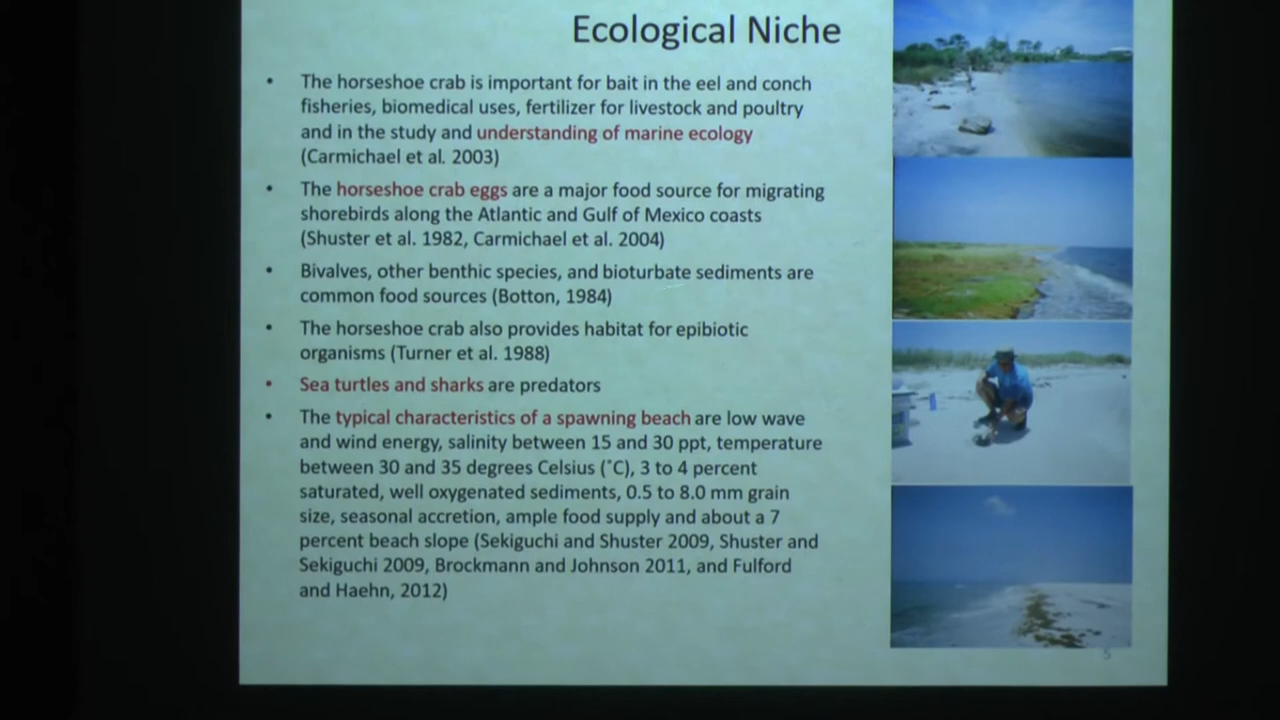 Ecological Niche
• The horseshoe crab is important for bait in the eel and conch
fisheries, biomedical uses, fertilizer for livestock and poultry
and in the study and understanding of marine ecology
(Carmichael et al. 2003)
• The horseshoe crab eggs are a major food source for migrating
shorebirds along the Atlantic and Gulf of Mexico coasts
(Shuster et al. 1982, Carmichael et al. 2004)
• Bivalves, other benthic species, and bioturbate sediments are
common food sources (Botton, 1984)
• The horseshoe crab also provides habitat for epibiotic
organisms (Turner et al. 1988)
• Sea turtles and sharks are predators
• The typical characteristics of a spawning beach are low wave
and wind energy, salinity between 15 and 30 ppt, temperature
between 30 and 35 degrees Celsius (˚C), 3 to 4 percent
saturated, well oxygenated sediments, 0.5 to 8.0 mm grain
size, seasonal accretion, ample food supply and about a 7
percent beach slope (Sekiguchi and Shuster 2009, Shuster and
Sekiguchi 2009, Brockmann and Johnson 2011, and Fulford
and Haehn, 2012)
5